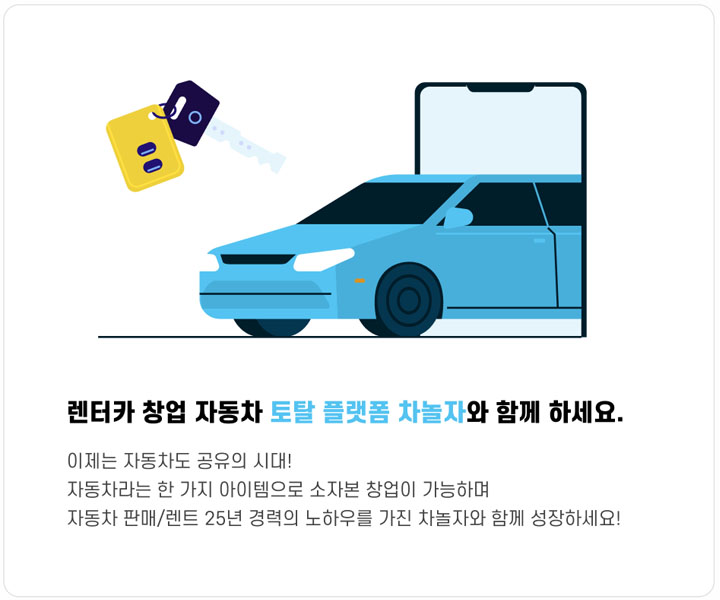 렌터카 창업 자동차 토탈 플랫폼 차놀자와 함께 하세요.
이제는 자동차도 공유의 시대!
자동차라는 한 가지 아이템으로 소자본 창업이 가능하며
자동차 판매/렌트 25년 경력의 노하우를 가진 차놀자와 함께 성장하세요!